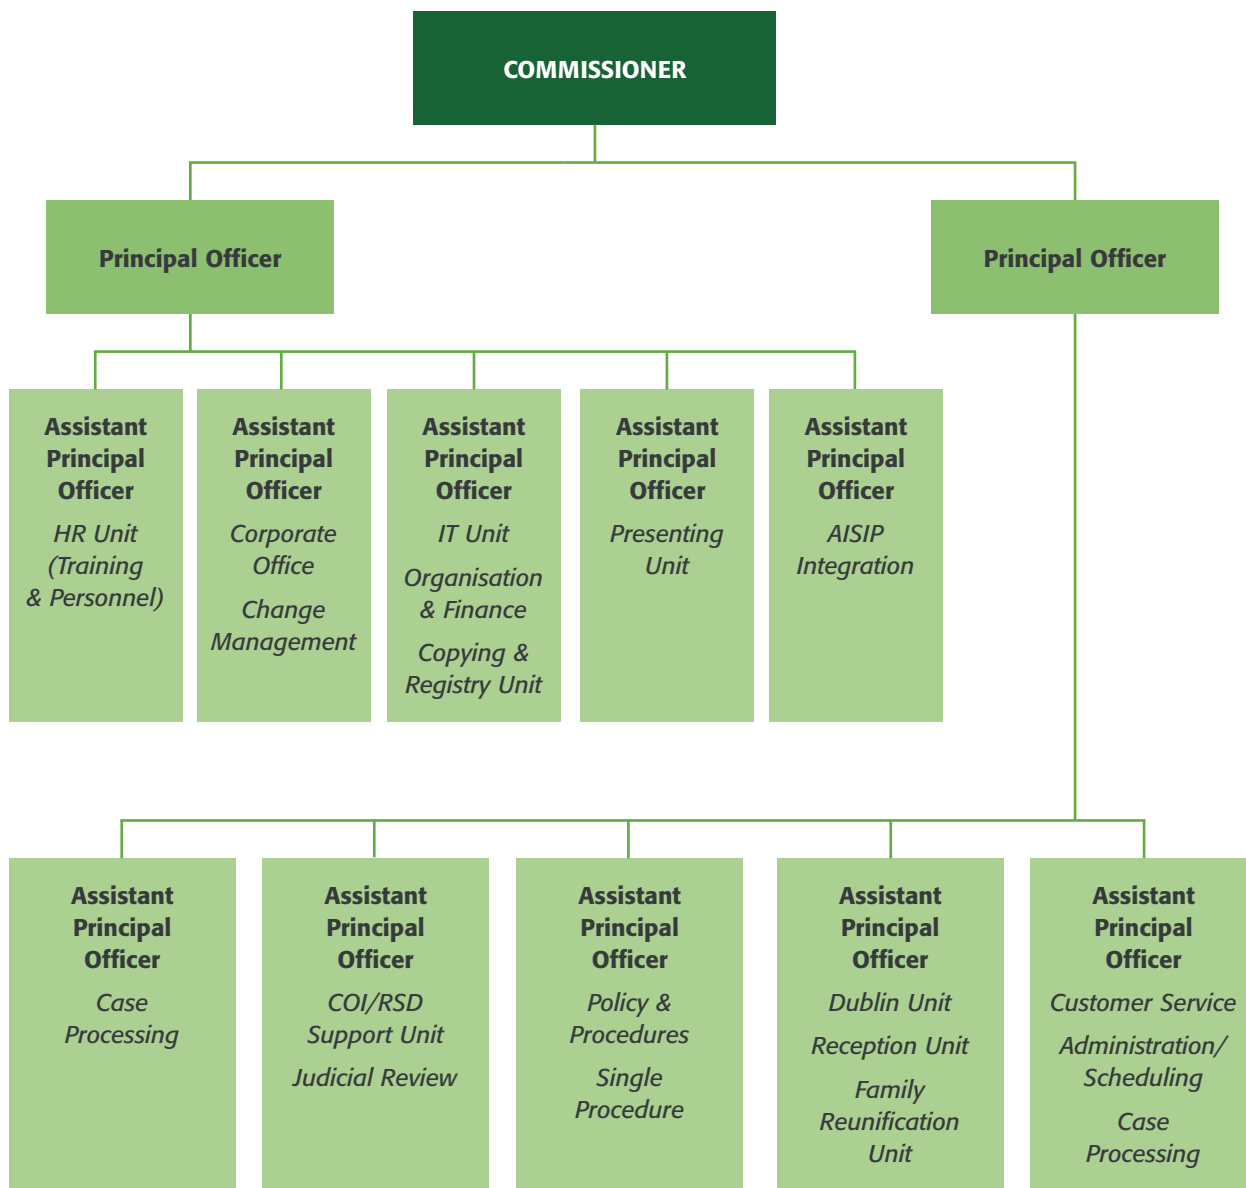 COMMISSIONER
Principal Officer
Principal Officer
Assistant
Principal
Officer
HR Unit
(Training
& Personnel)
Assistant
Principal
Officer
Corporate
Office
Change
Management
Assistant
Principal
Officer
IT Unit
Organisation
& Finance
Copying &
Registry Unit
Assistant
Principal
Officer
Presenting
Unit
Assistant
Principal
Officer
AISIP
Integration
Assistant
Principal
Officer
Case
Processing
Assistant
Principal
Officer
COI/RSD
Support Unit
Judicial Review
Assistant
Principal
Officer
Policy &
Procedures
Single
Procedure
Assistant
Principal
Officer
Dublin Unit
Reception Unit
Family
Reunification
Unit
Assistant
Principal
Officer
Customer Service
Administration/
Scheduling
Case
Processing